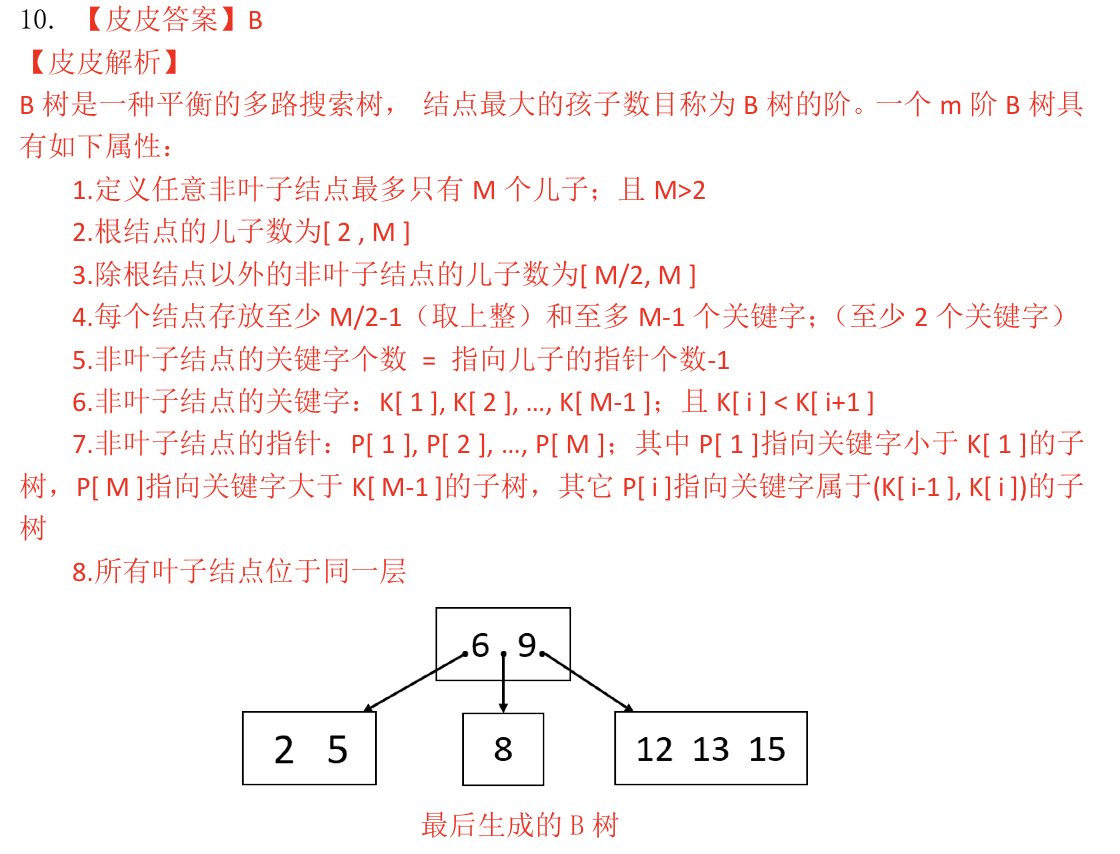 10. 【皮皮答案】B
【皮皮解析】
B 树是一种平衡的多路搜索树， 结点最大的孩子数目称为 B 树的阶。一个 m 阶 B 树具
有如下属性：
1.定义任意非叶子结点最多只有 M 个儿子；且 M>2
2.根结点的儿子数为[ 2 , M ]
3.除根结点以外的非叶子结点的儿子数为[ M/2, M ]
4.每个结点存放至少 M/2-1（取上整）和至多 M-1 个关键字；（至少 2 个关键字）
5.非叶子结点的关键字个数 = 指向儿子的指针个数-1
6.非叶子结点的关键字：K[ 1 ], K[ 2 ], …, K[ M-1 ]；且 K[ i ] < K[ i+1 ]
7.非叶子结点的指针：P[ 1 ], P[ 2 ], …, P[ M ]；其中 P[ 1 ]指向关键字小于 K[ 1 ]的子
树，P[ M ]指向关键字大于 K[ M-1 ]的子树，其它 P[ i ]指向关键字属于(K[ i-1 ], K[ i ])的子
树
8.所有叶子结点位于同一层
6 9
2 5
8
12 13 15
最后生成的 B 树